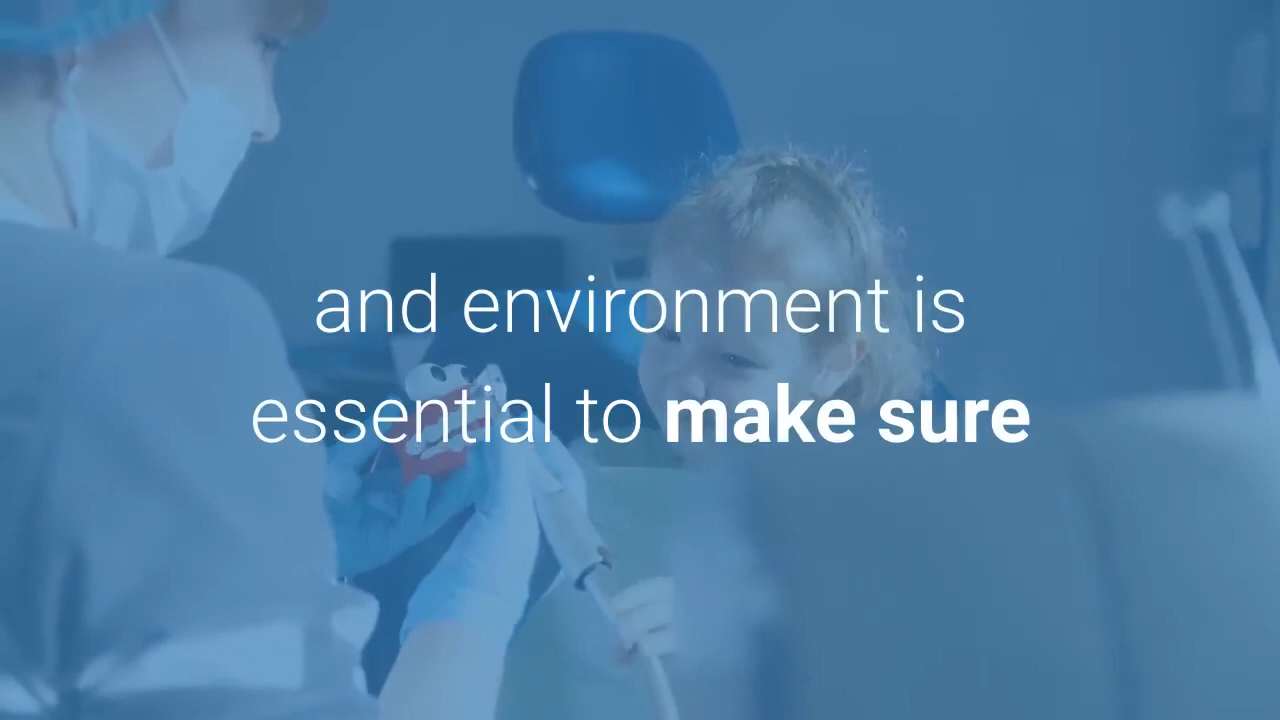 and environment is
essential to make sure